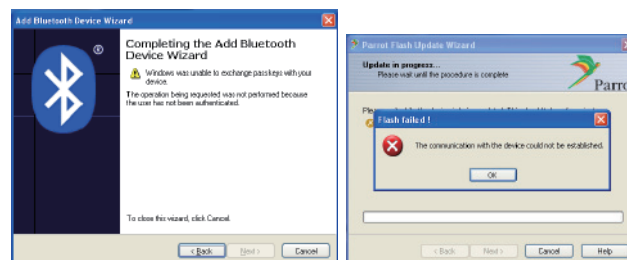 Add Bluetooth Device Wizard
®
Completing the Add Bluetooth
Device Wizard
Windows was unable to exchange passkeys with your
device.
The operation being requested was not performed because
the user has not been authenticated.
To close this wizard, click Cancel.
< Back Next > Cancel
Parrot Flash Update Wizard
Update in progress...
Please wait until the procedure is complete
Parro
Flash failed !
The communication with the device could not be established.
OK
< Back Next > Cancel Help